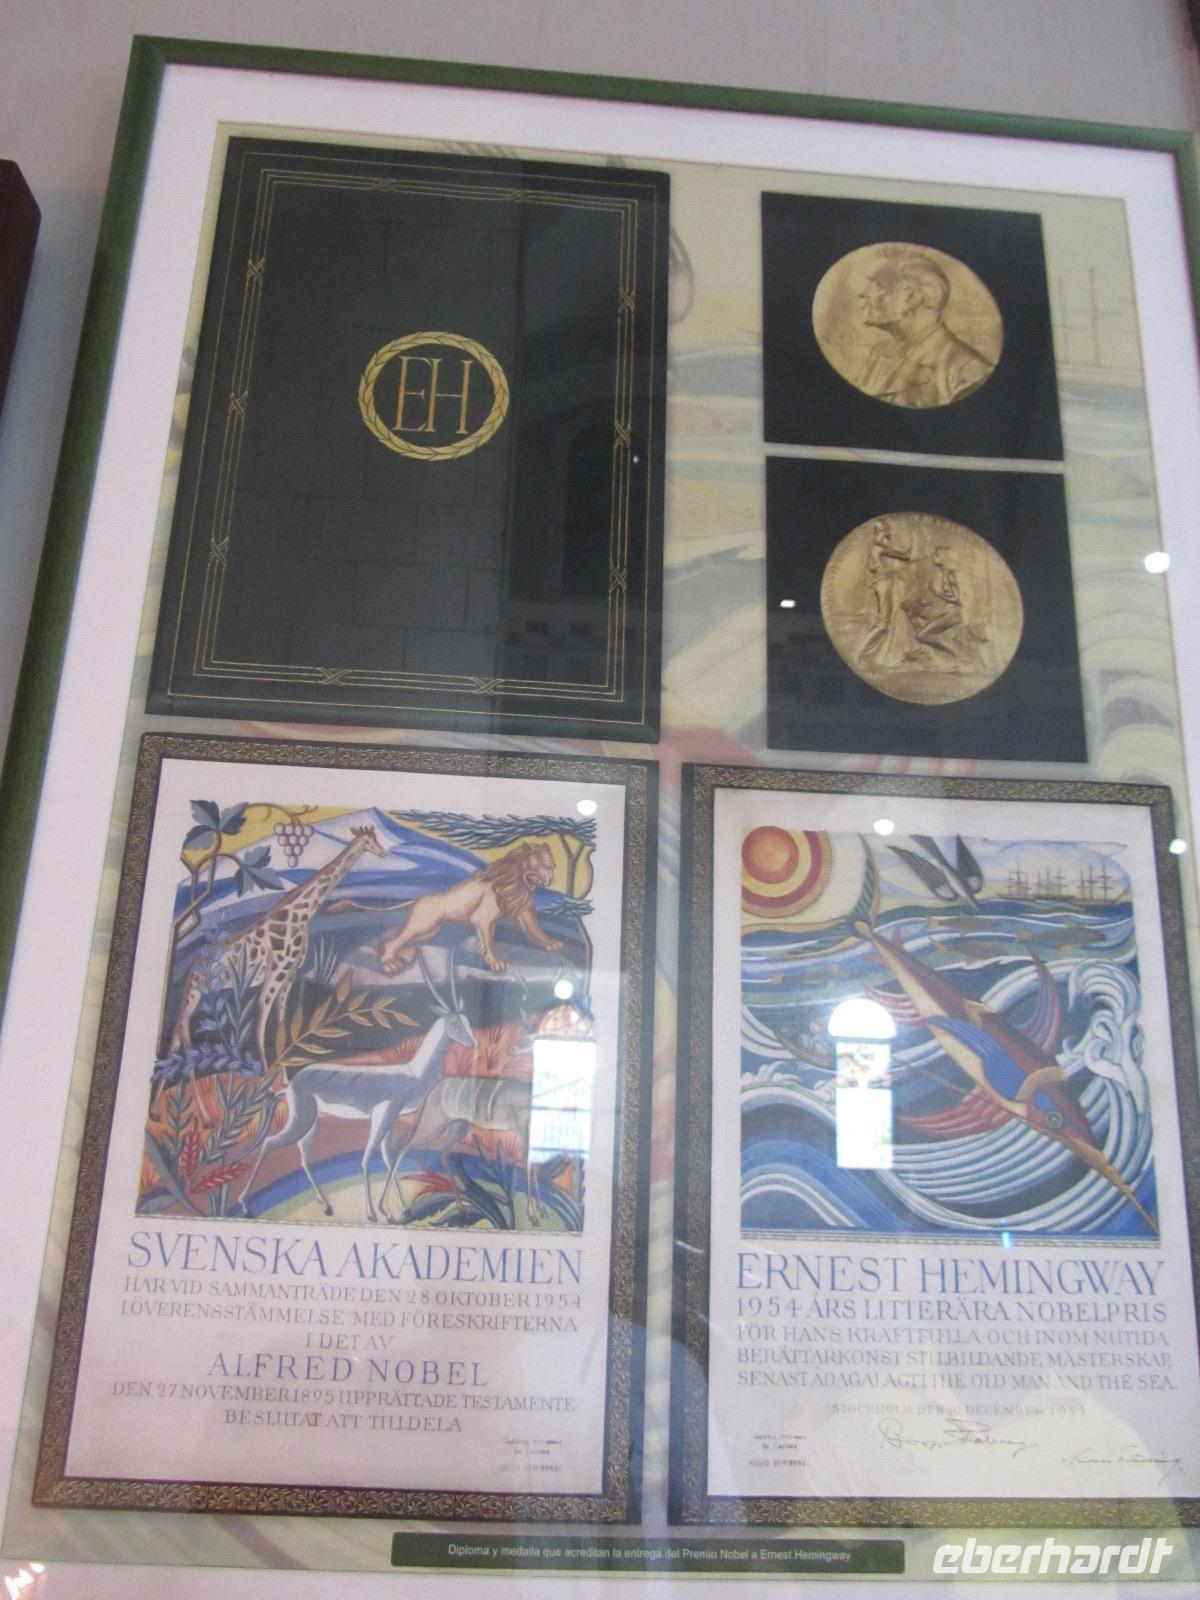 EH
SVENSKA AKADEMIEN
HAR VID SAMMANTRÄDE DEN 28 OKTOBER 1954
I ÖVERENSSTÄMMELSE MED FÖRESKRIFTERNA
I DET AV
ALFRED NOBEL
DEN 27 NOVEMBER 1895 UPPRÄTTADE TESTAMENTE
BESLUTAT ATT TILLDELA
ERNEST HEMINGWAY
1954 ÅRS LITTERÄRA NOBELPRIS
FÖR HANS KRAFTFULLA OCH INOM NUTIDA
BERÄTTARKONST STILBILDANDE MÄSTERSKAP,
SENAST ÅDAGALAGT I THE OLD MAN AND THE SEA.
STOCKHOLM DEN 10 DECEMBER 1954
Diploma y medalla que acreditan la entrega del Premio Nobel a Ernest Hemingway
eberhardt